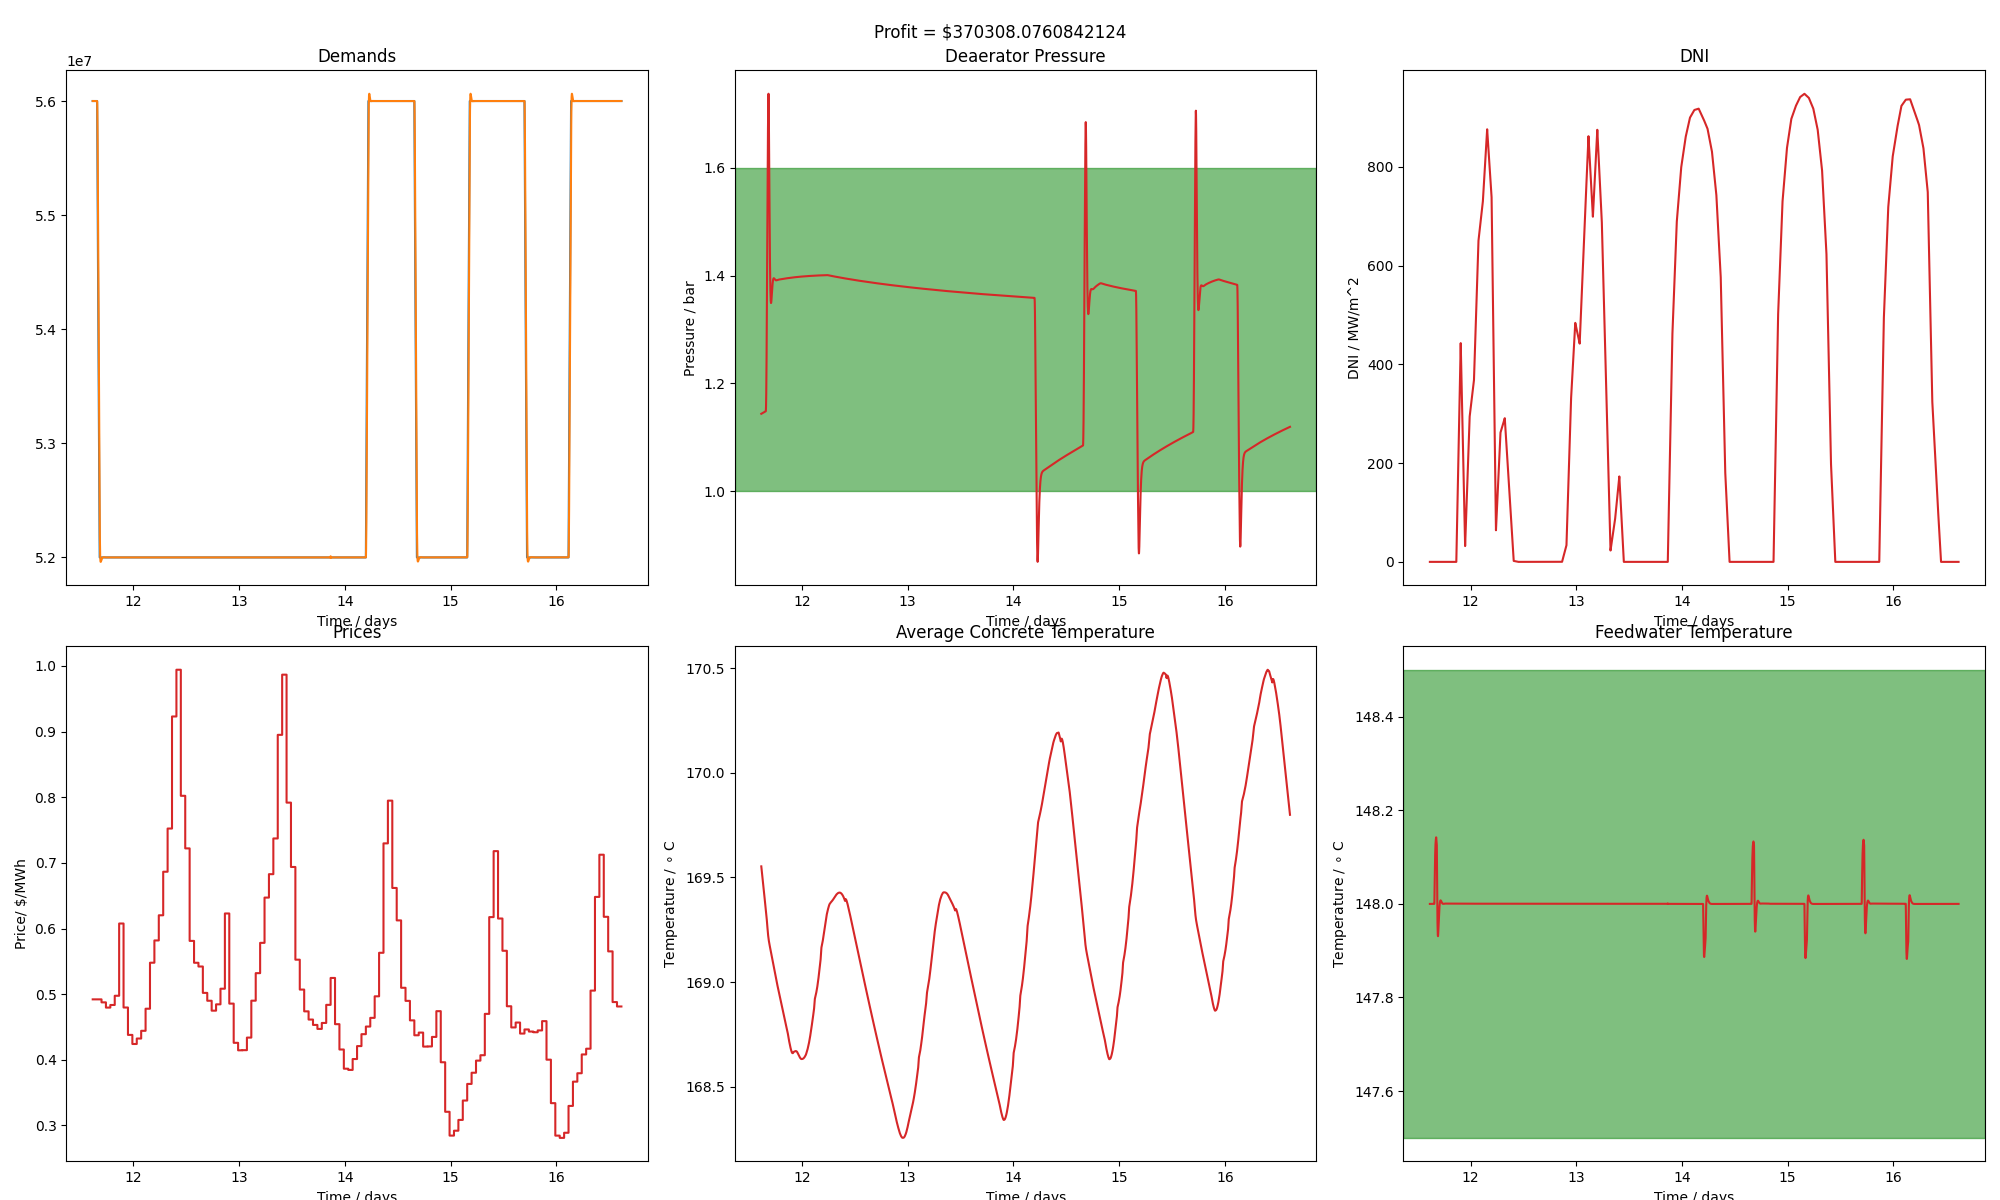 Profit = $370308.0760842124
Demands
1e7
5.6
5.5
5.4
5.3
5.2
12 13 14 15 16
Time / days
Deaerator Pressure
Pressure / bar
1.6
1.4
1.2
1.0
12 13 14 15 16
Time / days
DNI
DNI / MW/m^2
800
600
400
200
0
12 13 14 15 16
Time / days
Prices
Price/ $/MWh
1.0
0.9
0.8
0.7
0.6
0.5
0.4
0.3
12 13 14 15 16
Time / days
Average Concrete Temperature
Temperature / ∘ C
170.5
170.0
169.5
169.0
168.5
12 13 14 15 16
Time / days
Feedwater Temperature
Temperature / ∘ C
148.4
148.2
148.0
147.8
147.6
12 13 14 15 16
Time / days